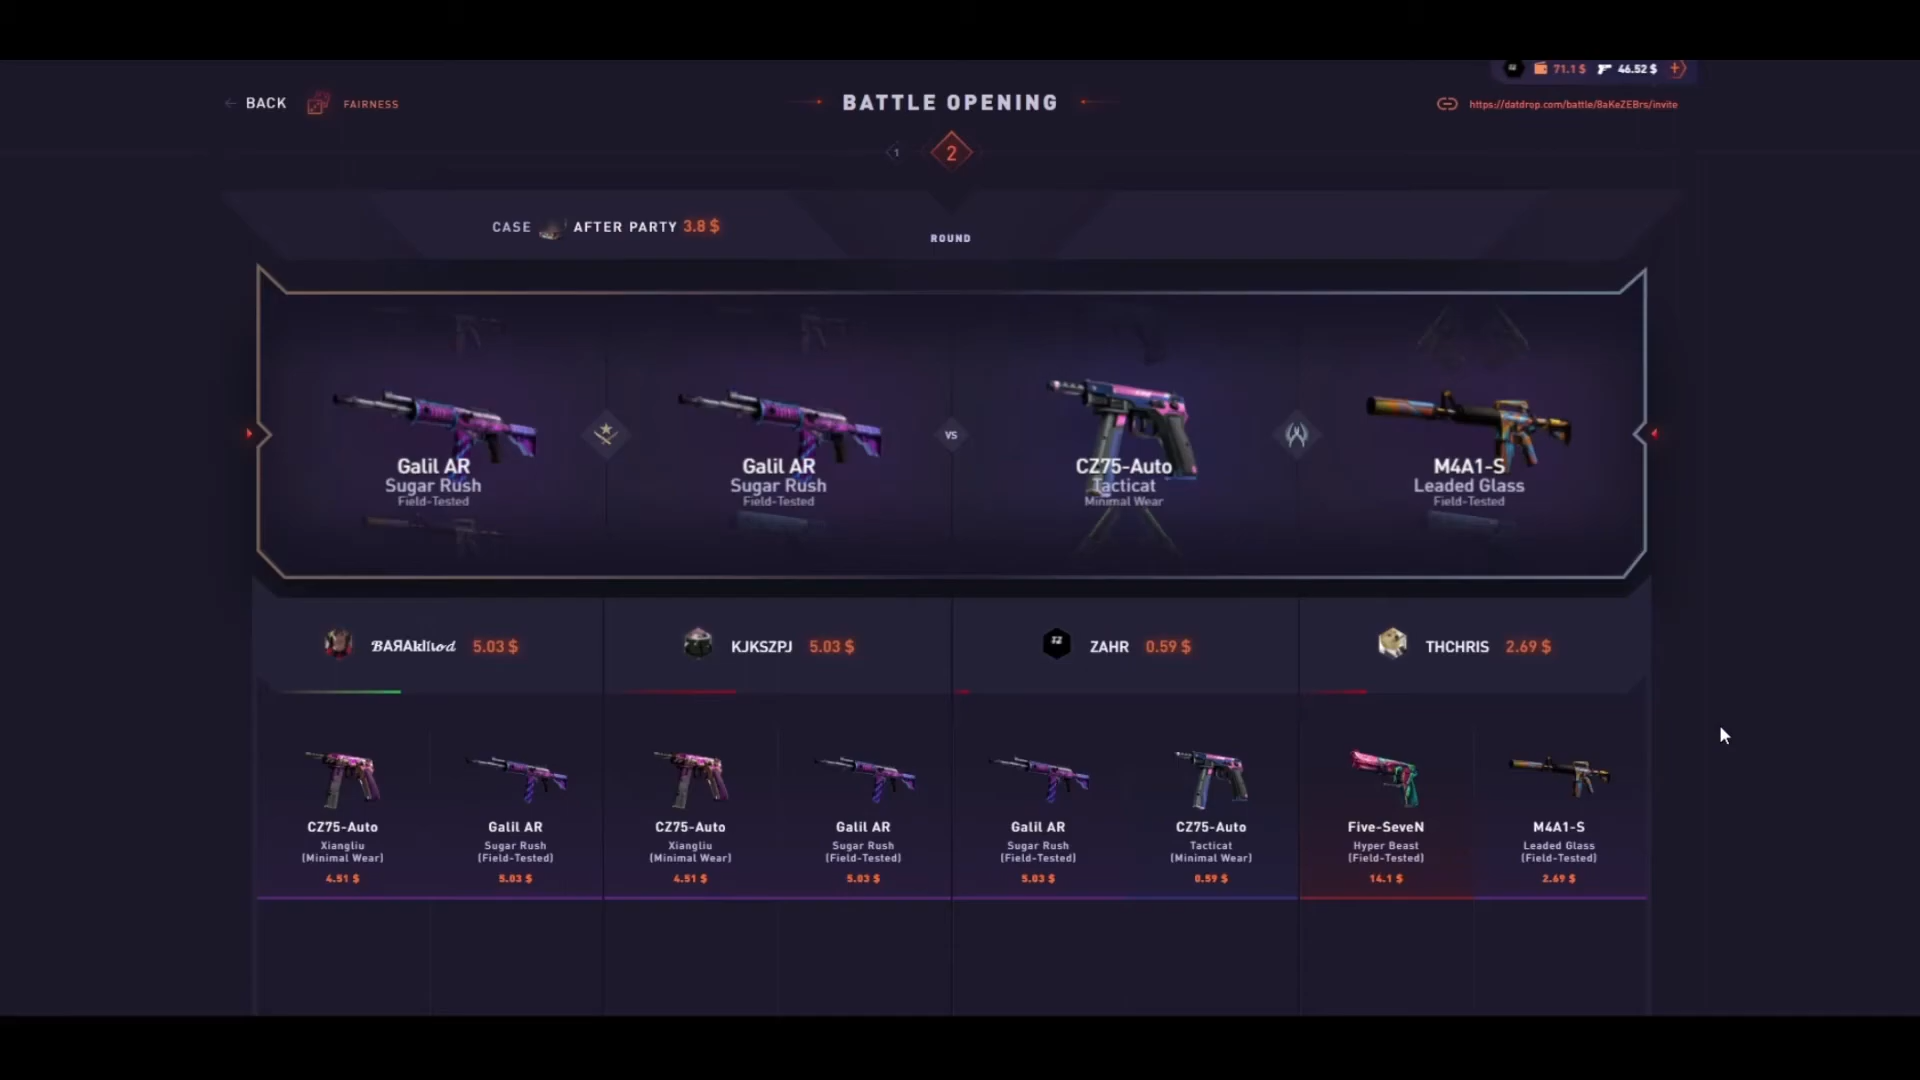 71.1 $ 46.52 $ +
← BACK FAIRNESS
BATTLE OPENING
https://datdrop.com/battle/8aKeZEBrs/invite
1 2
CASE AFTER PARTY 3.8 $
ROUND
Galil AR
Sugar Rush
Field-Tested
Galil AR
Sugar Rush
Field-Tested
VS
CZ75-Auto
Tacticat
Minimal Wear
M4A1-S
Leaded Glass
Field-Tested
5.03 $
KJKSZPJ 5.03 $
ZAHR 0.59 $
THCHRIS 2.69 $
CZ75-Auto
Xiangliu
(Minimal Wear)
4.51 $
Galil AR
Sugar Rush
(Field-Tested)
5.03 $
CZ75-Auto
Xiangliu
(Minimal Wear)
4.51 $
Galil AR
Sugar Rush
(Field-Tested)
5.03 $
Galil AR
Sugar Rush
(Field-Tested)
5.03 $
CZ75-Auto
Tacticat
(Minimal Wear)
0.59 $
Five-SeveN
Hyper Beast
(Field-Tested)
14.1 $
M4A1-S
Leaded Glass
(Field-Tested)
2.69 $